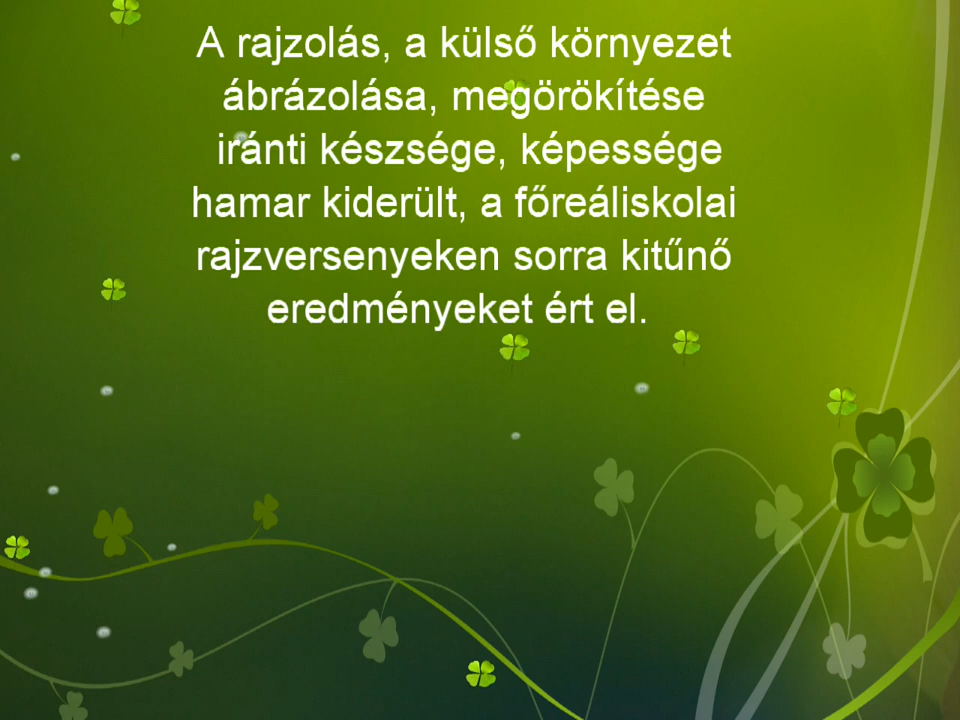 A rajzolás, a külső környezet
ábrázolása, megörökítése
iránti készsége, képessége
hamar kiderült, a főreáliskolai
rajzversenyeken sorra kitűnő
eredményeket ért el.